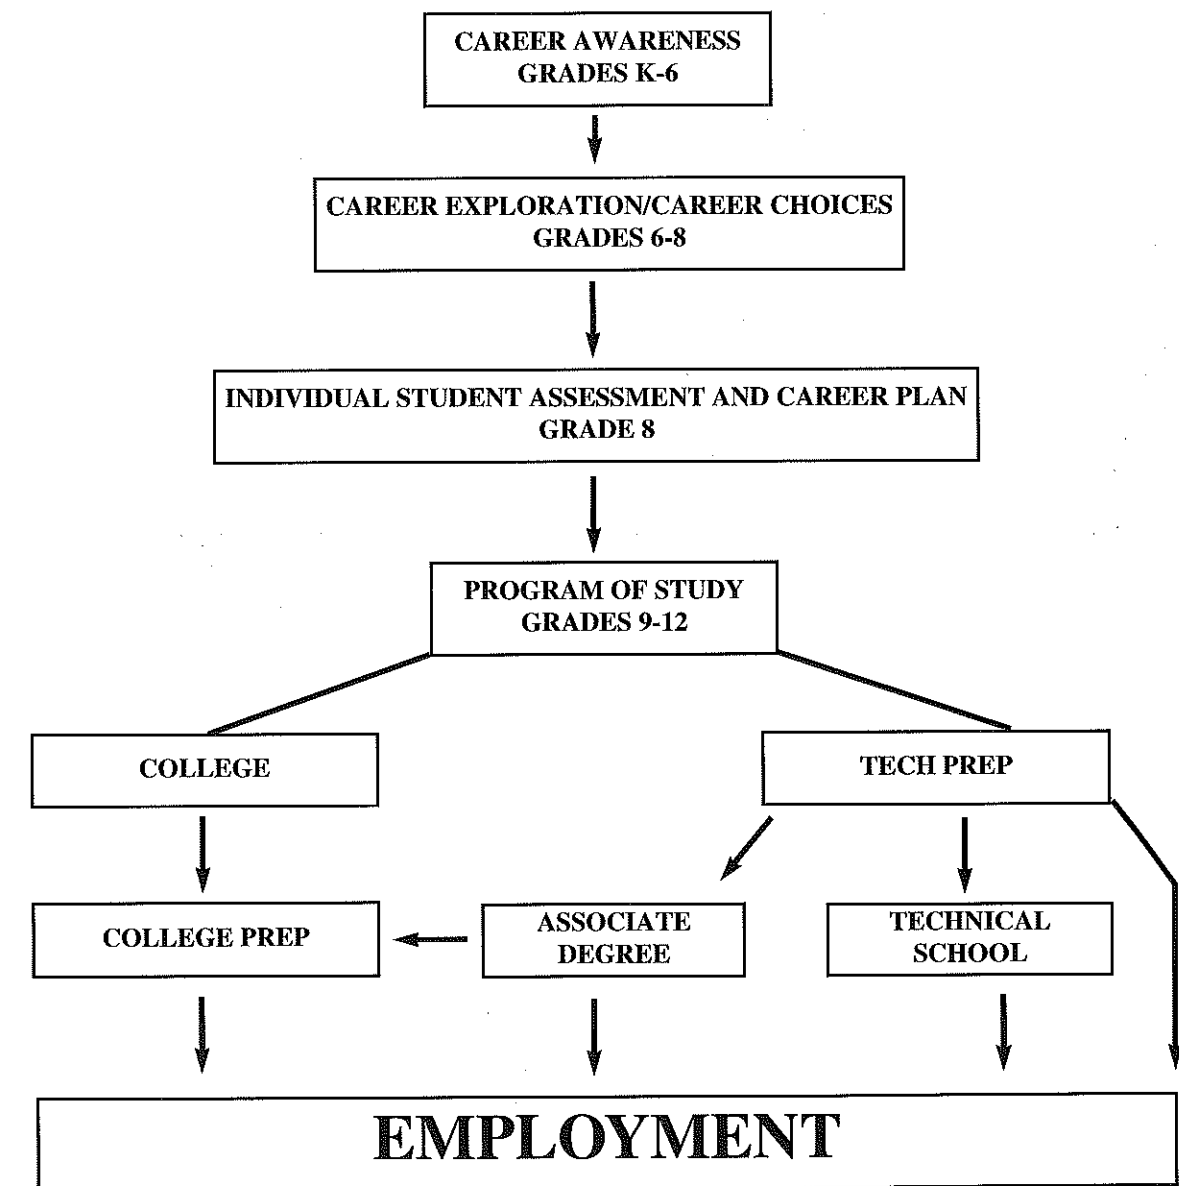 CAREER AWARENESS
GRADES K-6
CAREER EXPLORATION/CAREER CHOICES
GRADES 6-8
INDIVIDUAL STUDENT ASSESSMENT AND CAREER PLAN
GRADE 8
PROGRAM OF STUDY
GRADES 9-12
COLLEGE
TECH PREP
COLLEGE PREP
ASSOCIATE
DEGREE
TECHNICAL
SCHOOL
EMPLOYMENT